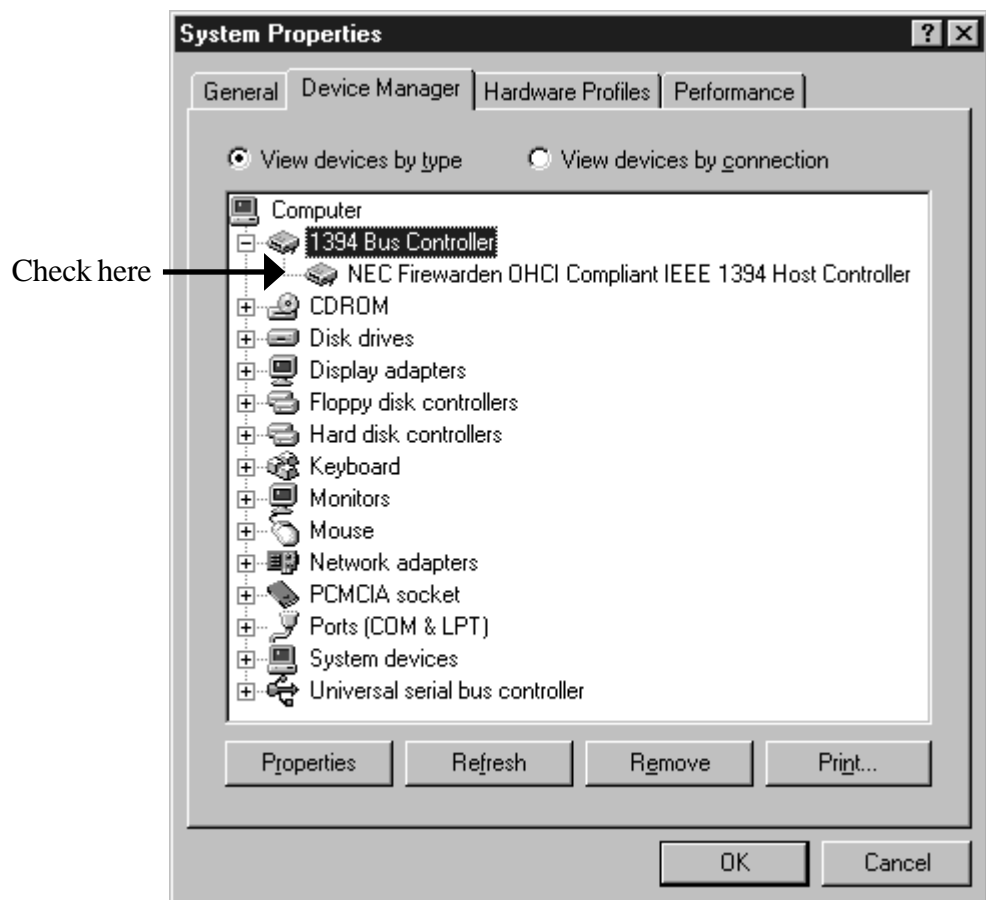 System Properties
General Device Manager Hardware Profiles Performance
View devices by type View devices by connection
Computer
1394 Bus Controller
Check here
NEC Firewarden OHCI Compliant IEEE 1394 Host Controller
CDROM
Disk drives
Display adapters
Floppy disk controllers
Hard disk controllers
Keyboard
Monitors
Mouse
Network adapters
PCMCIA socket
Ports (COM & LPT)
System devices
Universal serial bus controller
Properties Refresh Remove Print...
OK Cancel